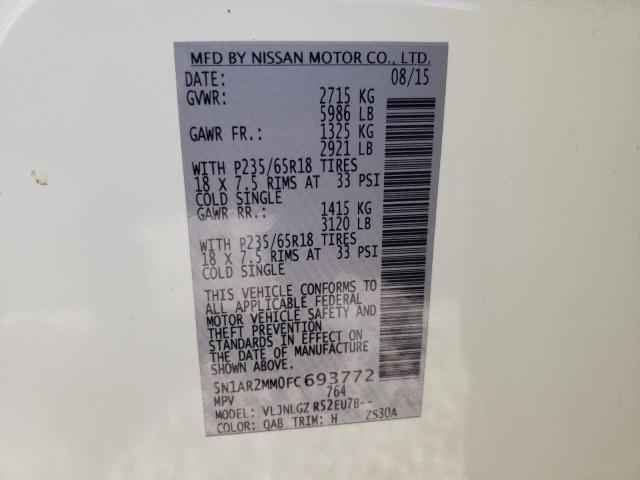 MFD BY NISSAN MOTOR CO., LTD.
DATE: 08/15
GVWR: 2715 KG
5986 LB
GAWR FR.: 1325 KG
2921 LB
WITH P235/65R18 TIRES
18 X 7.5 RIMS AT 33 PSI
COLD SINGLE
GAWR RR.: 1415 KG
3120 LB
WITH P235/65R18 TIRES
18 X 7.5 RIMS AT 33 PSI
COLD SINGLE
THIS VEHICLE CONFORMS TO
ALL APPLICABLE FEDERAL
MOTOR VEHICLE SAFETY AND
THEFT PREVENTION
STANDARDS IN EFFECT ON
THE DATE OF MANUFACTURE
SHOWN ABOVE.
5N1AR2MM0FC693772
MPV 764
MODEL: VLJNLGZ R52EU7B--
COLOR: QAB TRIM: H ZS30A